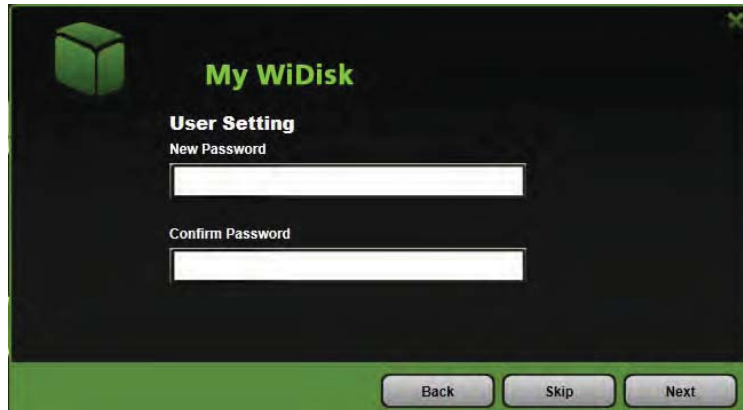 My WiDisk
User Setting
New Password
Confirm Password
Back Skip Next